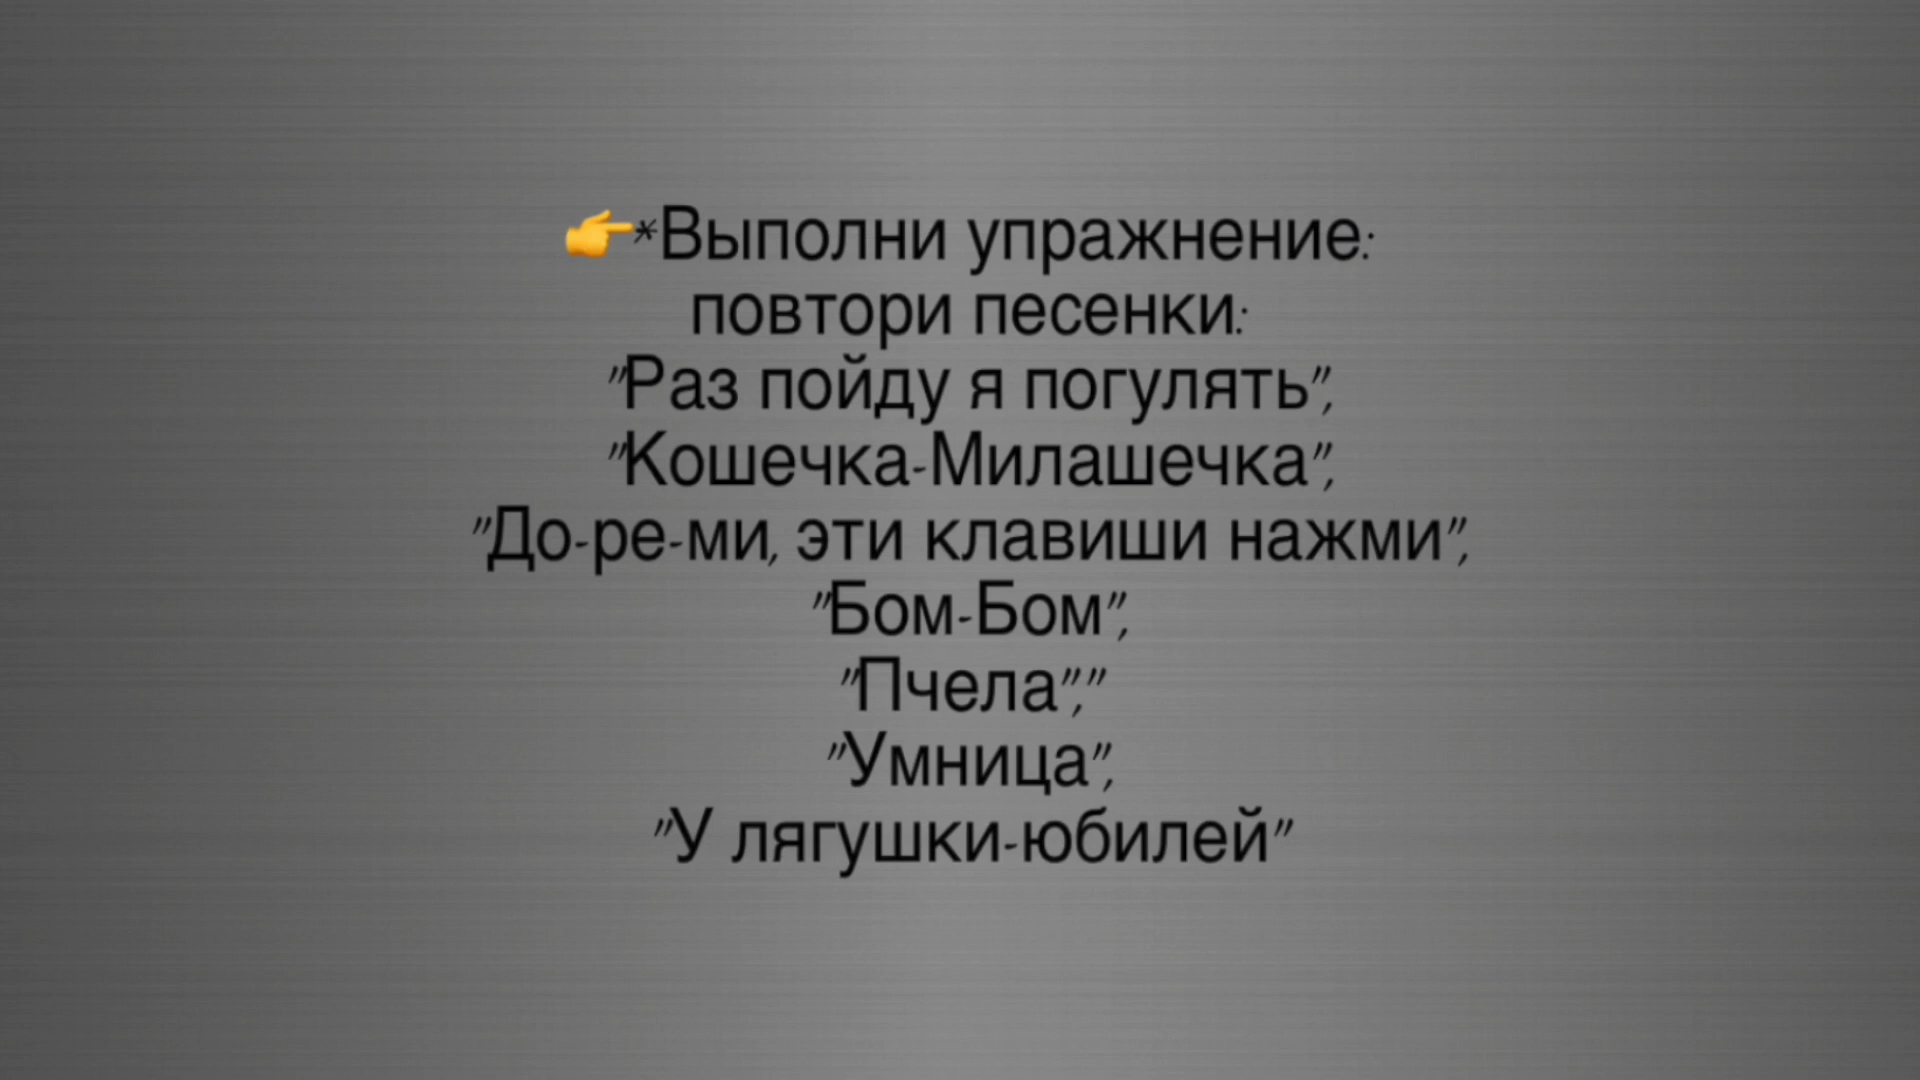 👉*Выполни упражнение:
повтори песенки:
"Раз пойду я погулять",
"Кошечка-Милашечка",
"До-ре-ми, эти клавиши нажми",
"Бом-Бом",
"Пчела","
"Умница",
"У лягушки-юбилей"